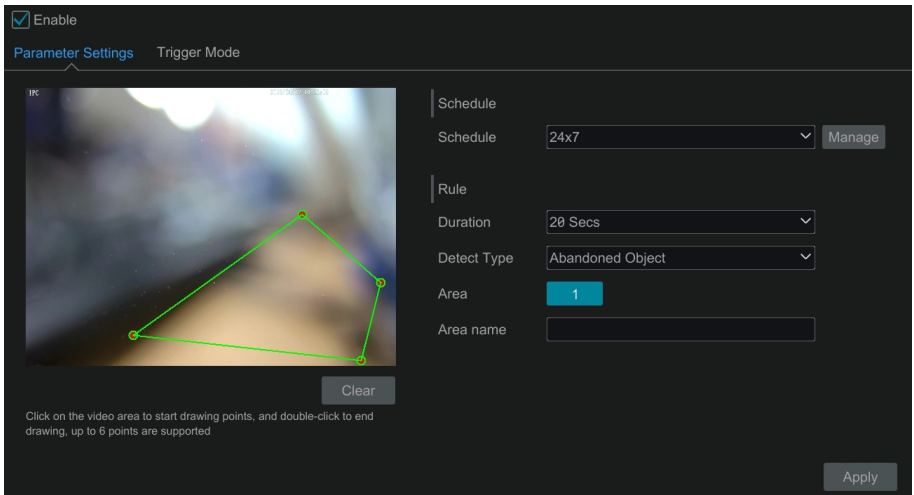 Enable
Parameter Settings Trigger Mode
IPC
Schedule
Schedule 24x7 Manage
Rule
Duration 20 Secs
Detect Type Abandoned Object
Area 1
Area name
Clear
Click on the video area to start drawing points, and double-click to end
drawing, up to 6 points are supported
Apply